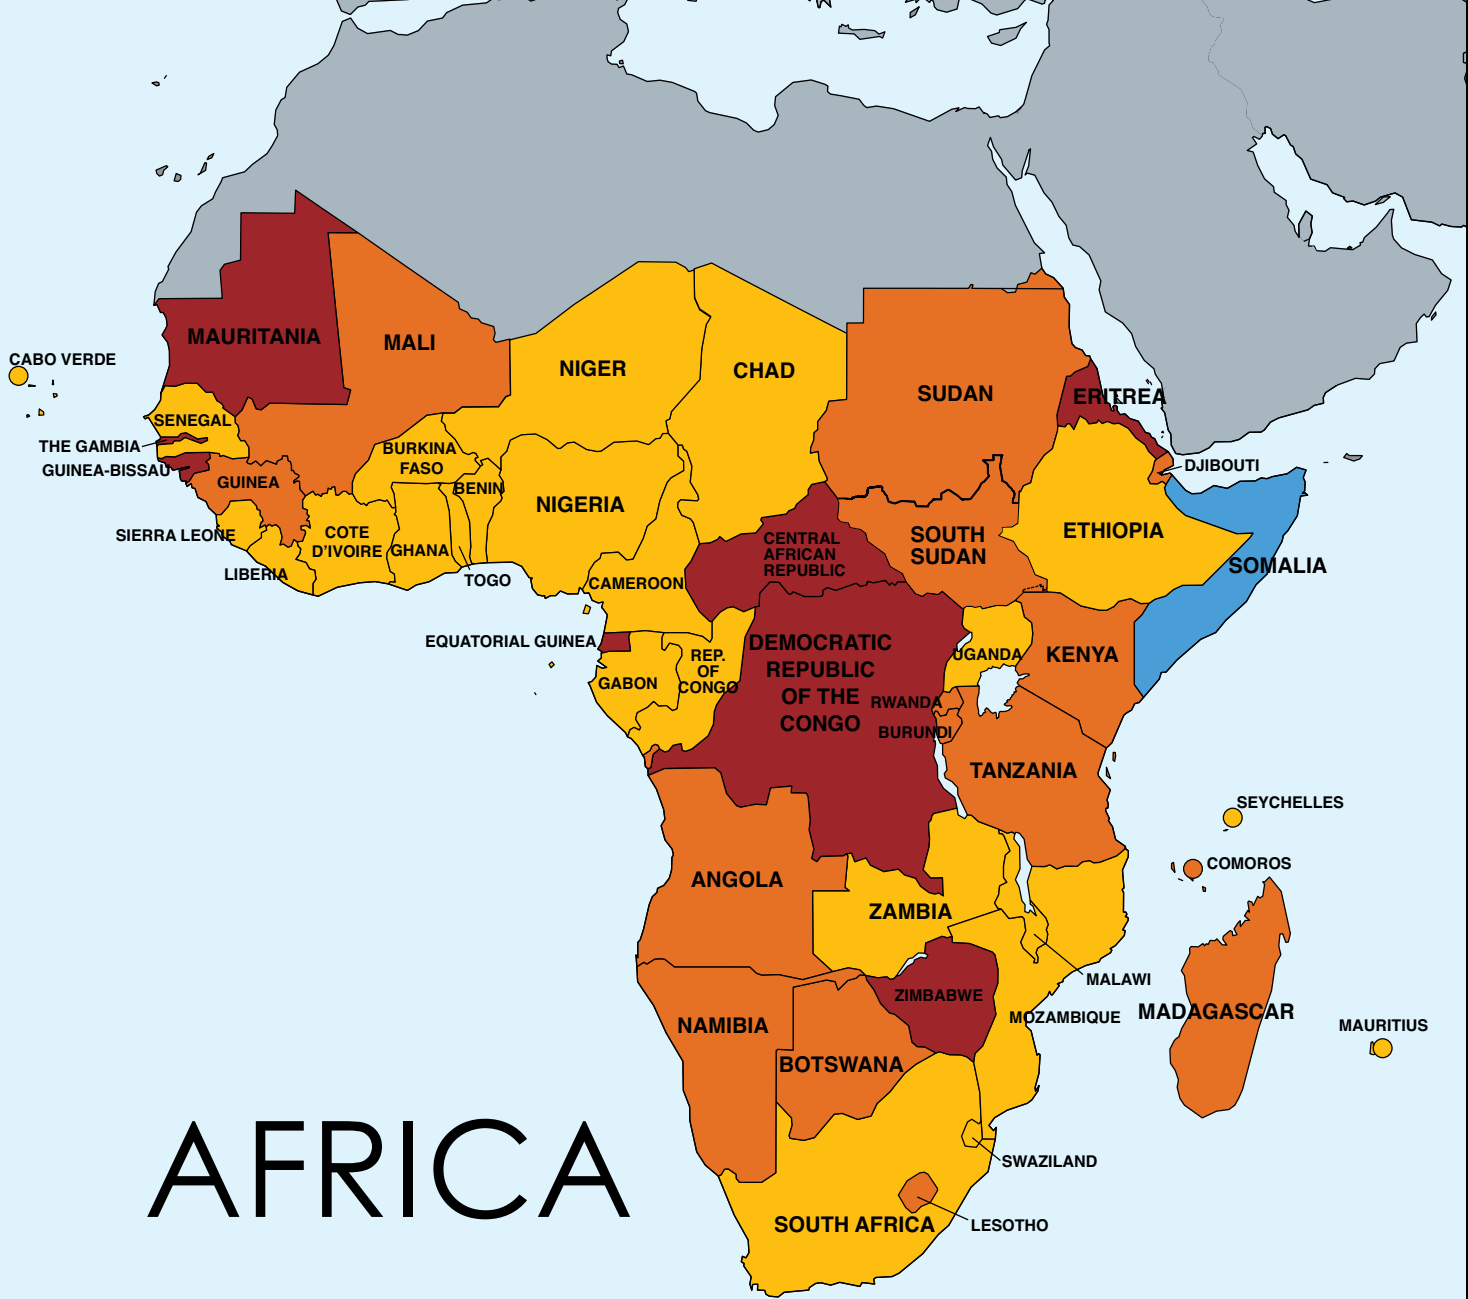 MAURITANIA
MALI
CABO VERDE
NIGER
CHAD
SUDAN
ERITREA
SENEGAL
THE GAMBIA
BURKINA
FASO
GUINEA-BISSAU
DJIBOUTI
GUINEA
BENIN
NIGERIA
SIERRA LEONE
COTE
D'IVOIRE
GHANA
CENTRAL
AFRICAN
REPUBLIC
SOUTH
SUDAN
ETHIOPIA
SOMALIA
LIBERIA
TOGO
CAMEROON
EQUATORIAL GUINEA
DEMOCRATIC
REPUBLIC
OF THE
CONGO
REP.
OF
CONGO
UGANDA
KENYA
GABON
RWANDA
BURUNDI
TANZANIA
SEYCHELLES
COMOROS
ANGOLA
ZAMBIA
MALAWI
ZIMBABWE
MOZAMBIQUE
MADAGASCAR
NAMIBIA
MAURITIUS
BOTSWANA
AFRICA
SWAZILAND
SOUTH AFRICA
LESOTHO